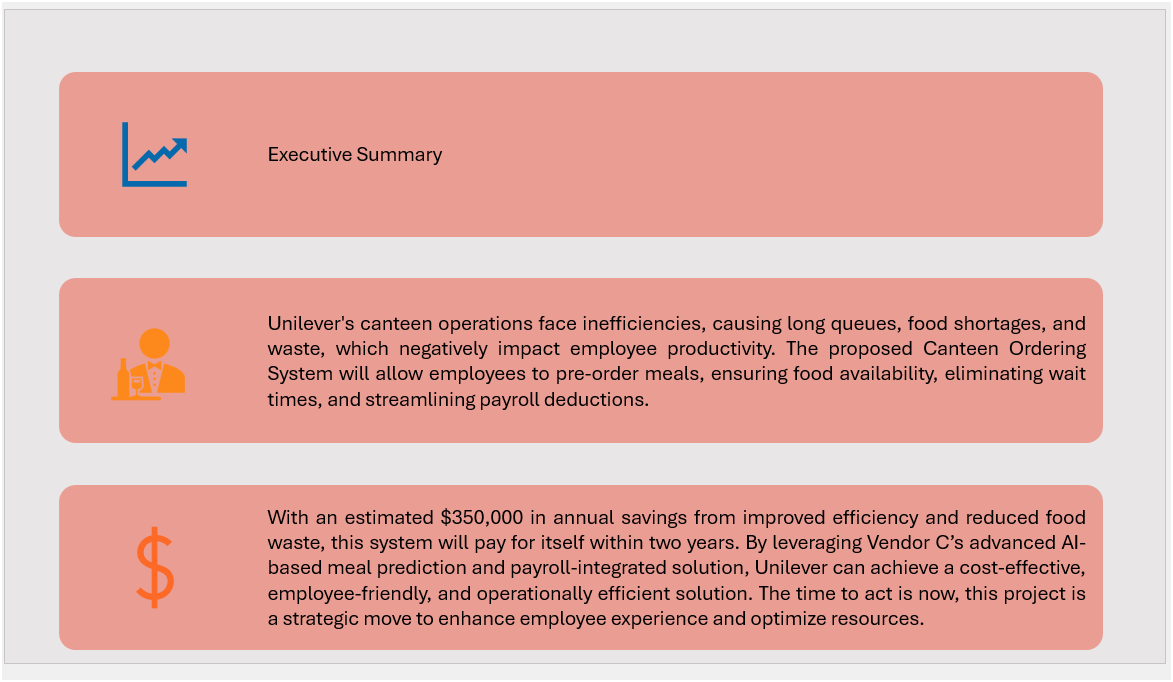 Executive Summary
Unilever's canteen operations face inefficiencies, causing long queues, food shortages, and
waste, which negatively impact employee productivity. The proposed Canteen Ordering
System will allow employees to pre-order meals, ensuring food availability, eliminating wait
times, and streamlining payroll deductions.
With an estimated $350,000 in annual savings from improved efficiency and reduced food
waste, this system will pay for itself within two years. By leveraging Vendor C’s advanced AI-
based meal prediction and payroll-integrated solution, Unilever can achieve a cost-effective,
employee-friendly, and operationally efficient solution. The time to act is now, this project is
a strategic move to enhance employee experience and optimize resources.